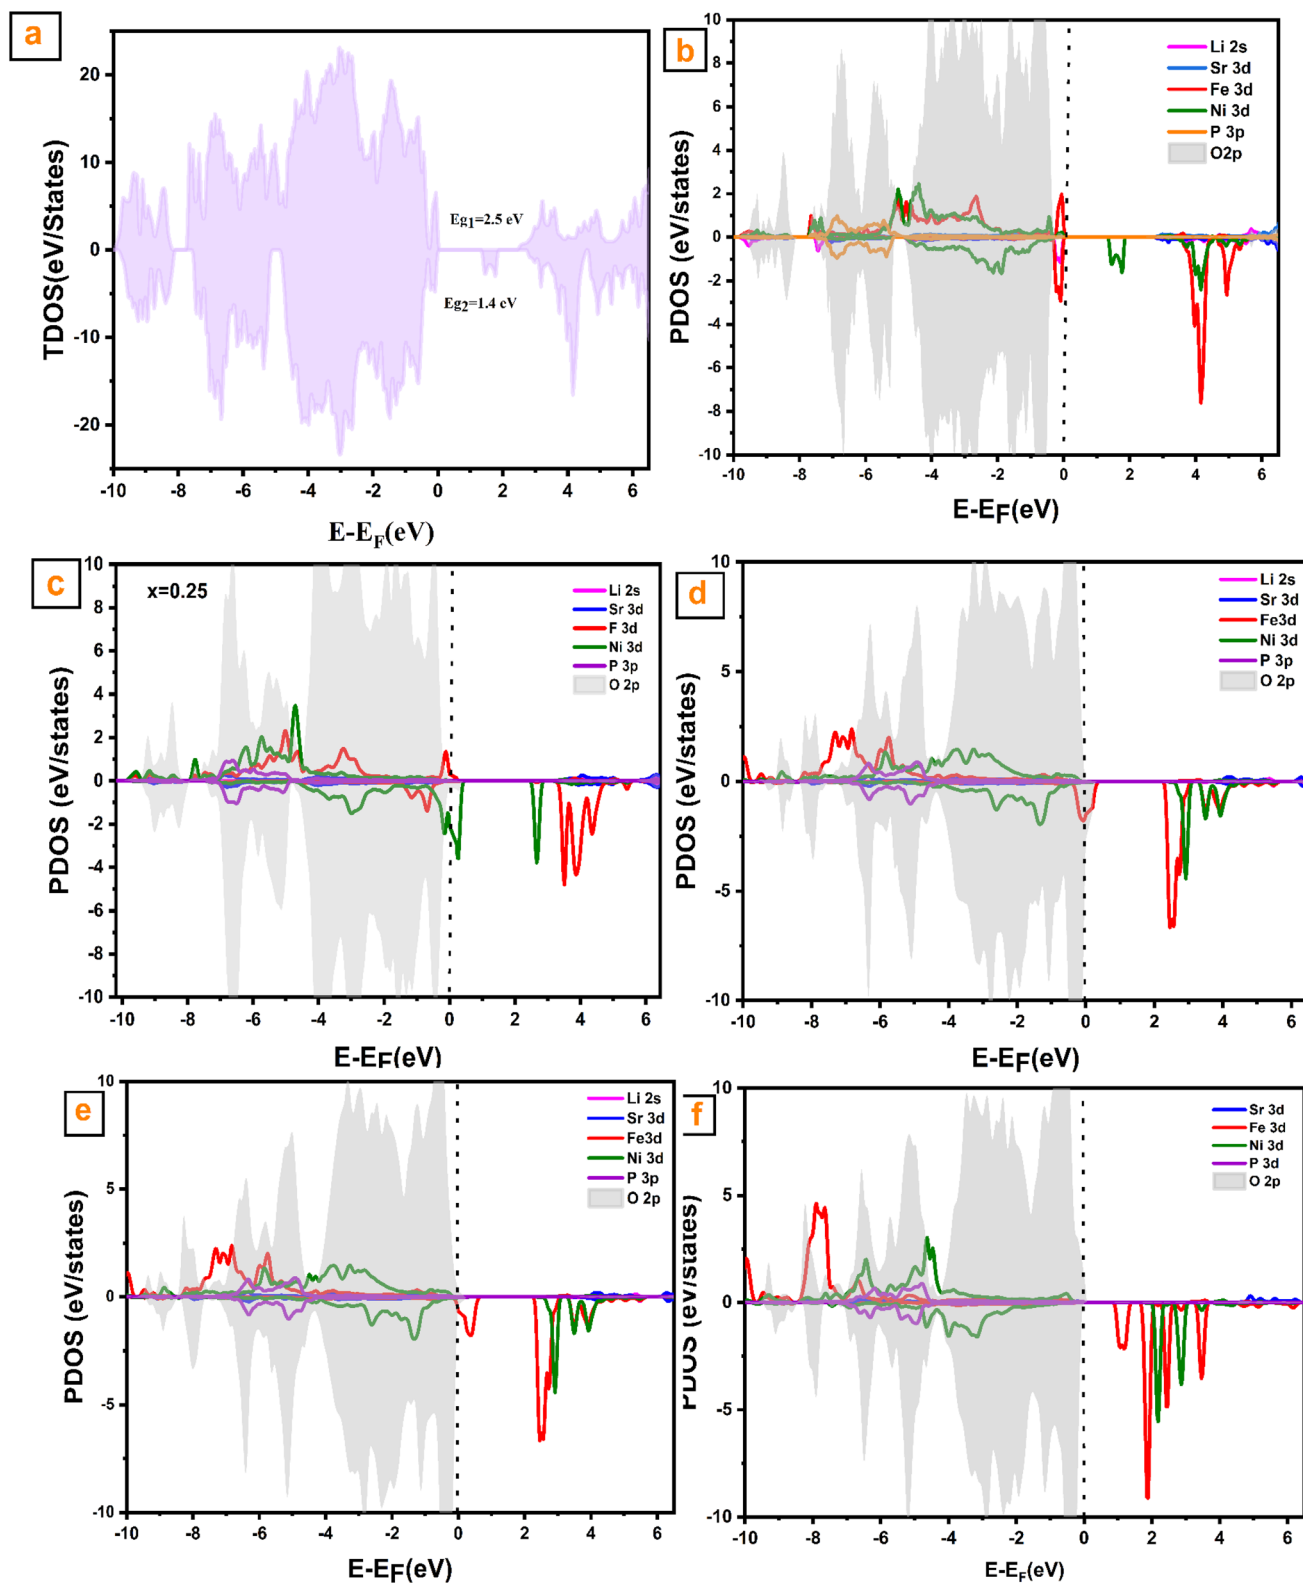 a
TDOS(eV/States)
20
10
0
-10
-20
Eg1=2.5 eV
Eg2=1.4 eV
-10 -8 -6 -4 -2 0 2 4 6
E-EF(eV)
b
PDOS (eV/states)
10
8
6
4
2
0
-2
-4
-6
-8
-10
Li 2s
Sr 3d
Fe 3d
Ni 3d
P 3p
O2p
-10 -8 -6 -4 -2 0 2 4 6
E-EF(eV)
c
x=0.25
PDOS (eV/states)
10
8
6
4
2
0
-2
-4
-6
-8
-10
Li 2s
Sr 3d
F 3d
Ni 3d
P 3p
O 2p
-10 -8 -6 -4 -2 0 2 4 6
E-EF(eV)
d
PDOS (eV/states)
10
5
0
-5
-10
Li 2s
Sr 3d
Fe3d
Ni 3d
P 3p
O 2p
-10 -8 -6 -4 -2 0 2 4 6
E-EF(eV)
e
PDOS (eV/states)
10
5
0
-5
-10
Li 2s
Sr 3d
Fe3d
Ni 3d
P 3p
O 2p
-10 -8 -6 -4 -2 0 2 4 6
E-EF(eV)
f
PDOS (eV/states)
10
5
0
-5
-10
Sr 3d
Fe 3d
Ni 3d
P 3d
O 2p
-10 -8 -6 -4 -2 0 2 4 6
E-EF(eV)